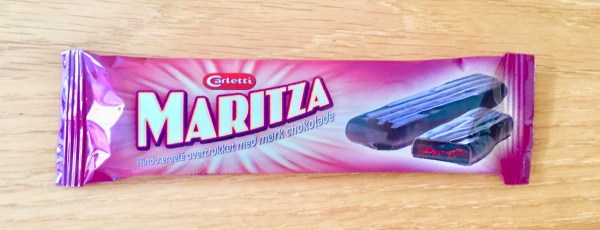 Carletti
MARITZA
Hindbærgelé overtrukket med mørk chokolade